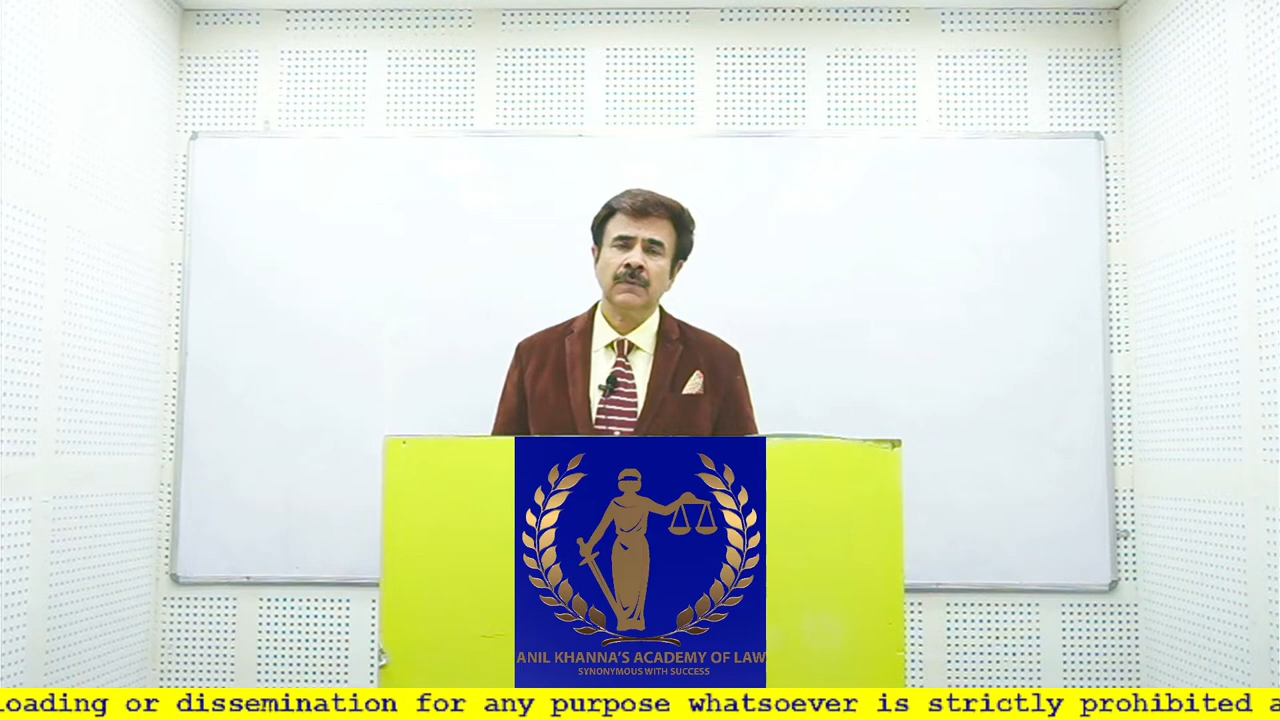 ANIL KHANNA'S ACADEMY OF LAW
SYNONYMOUS WITH SUCCESS
oading or dissemination for any purpose whatsoever is strictly prohibited a